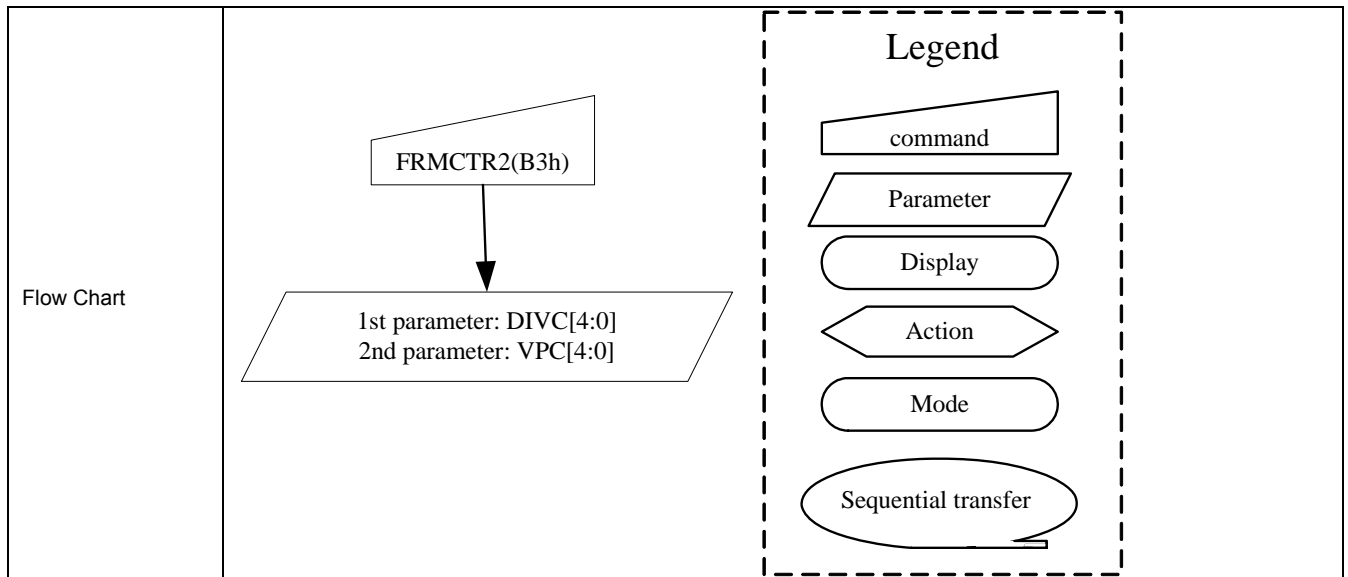 Flow Chart
FRMCTR2(B3h)
1st parameter: DIVC[4:0]
2nd parameter: VPC[4:0]
Legend
command
Parameter
Display
Action
Mode
Sequential transfer